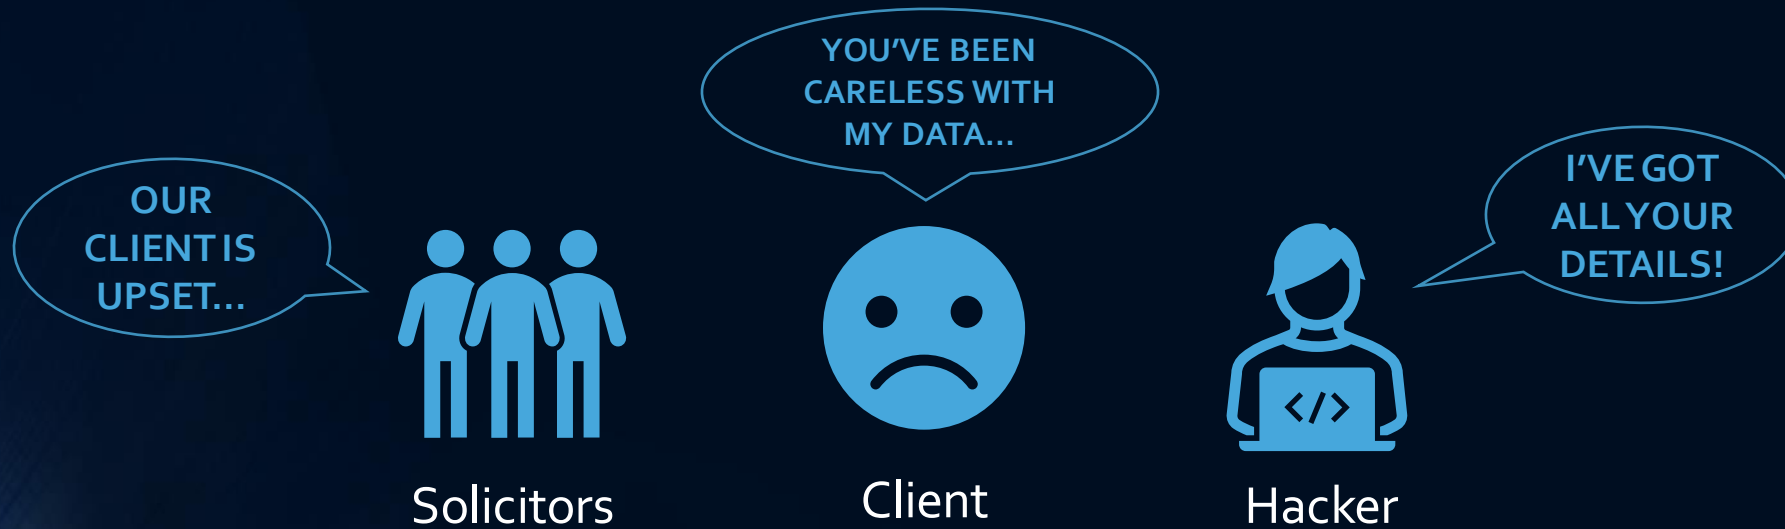 OUR
CLIENT IS
UPSET...
YOU'VE BEEN
CARELESS WITH
MY DATA...
I'VE GOT
ALL YOUR
DETAILS!
</>
Solicitors
Client
Hacker